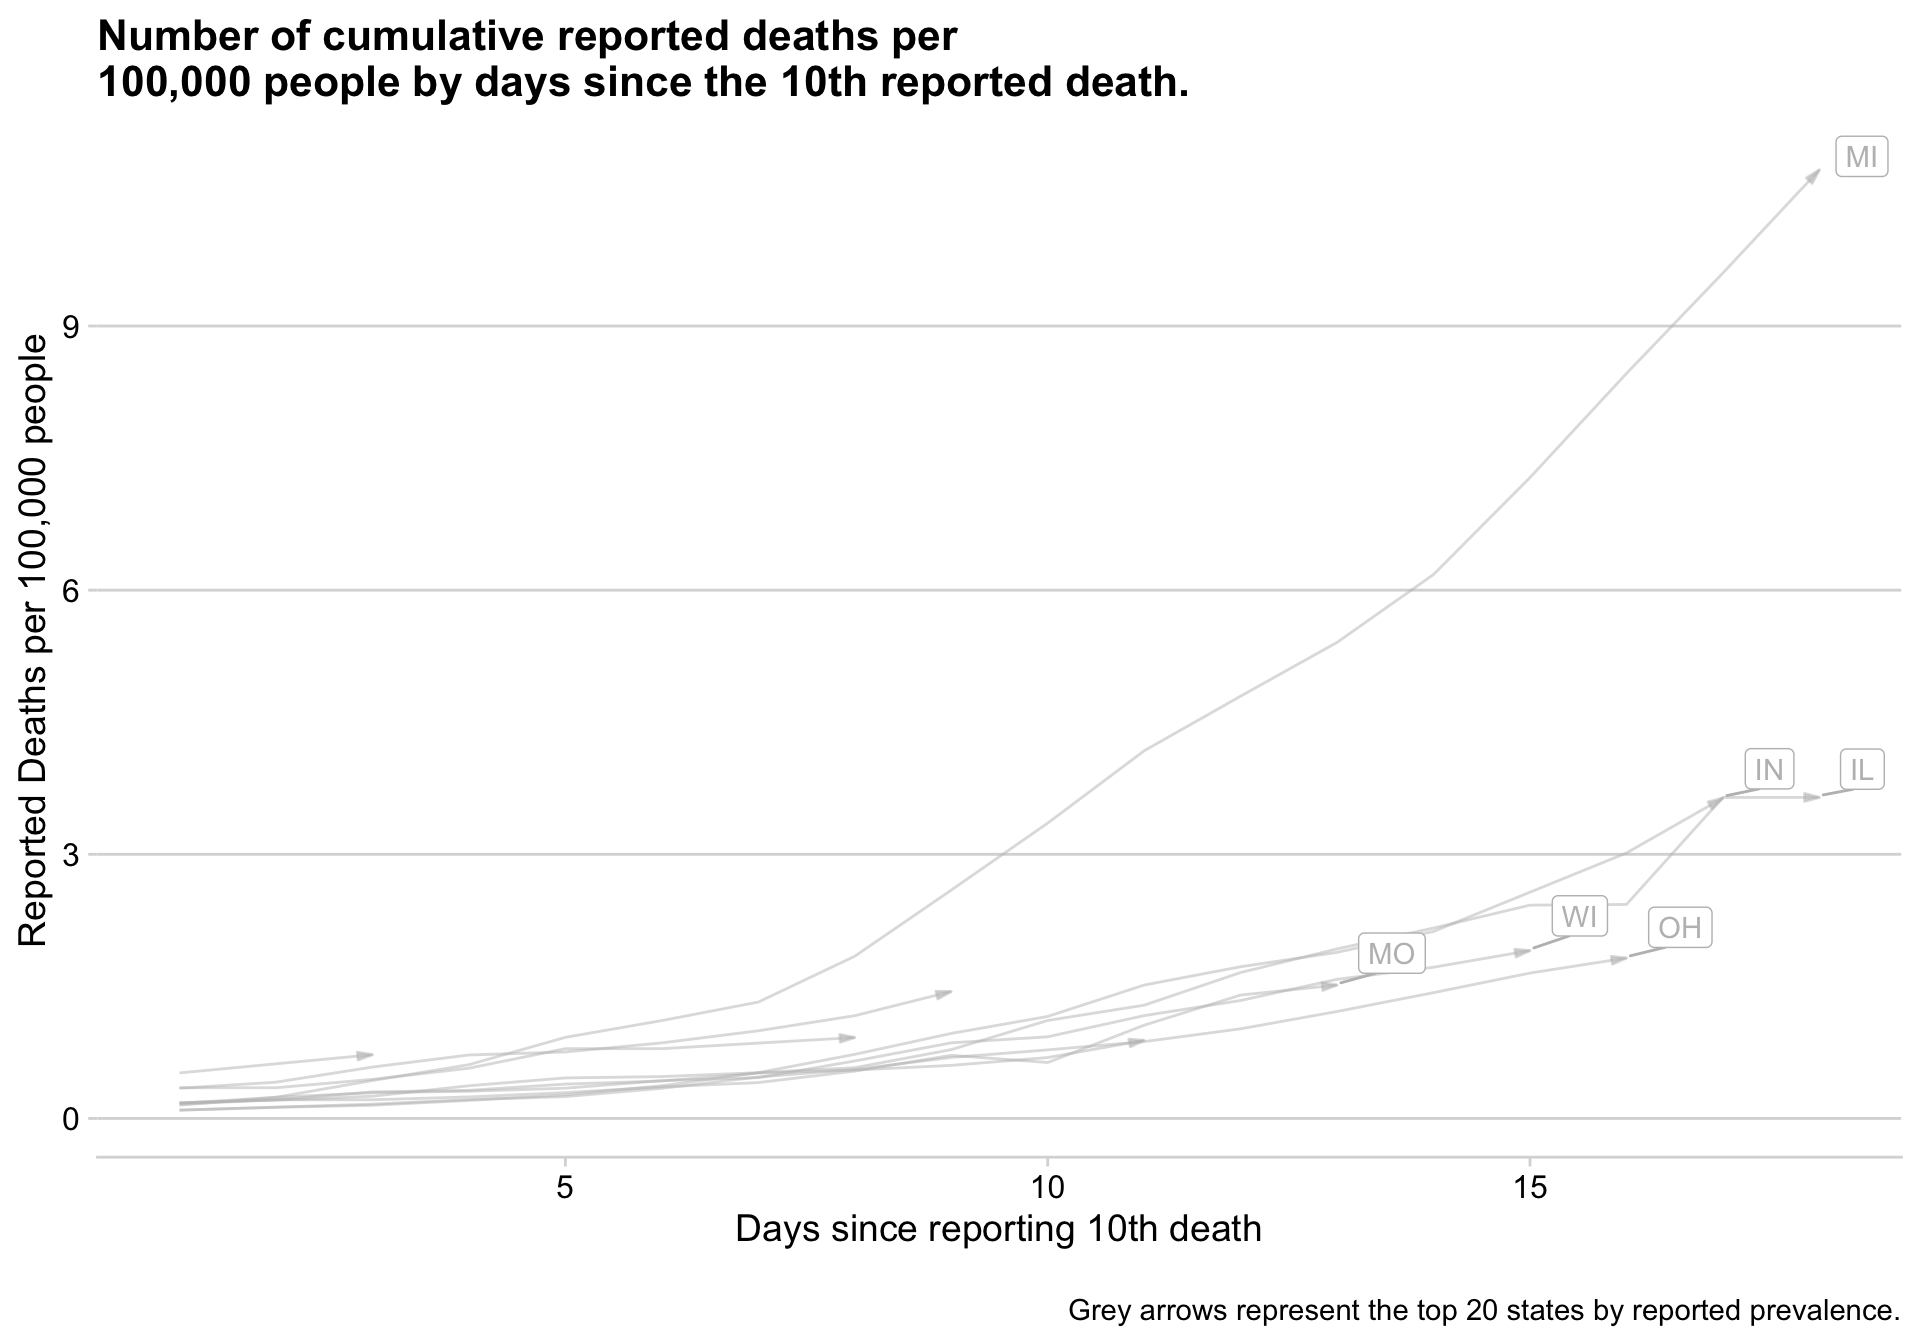 Number of cumulative reported deaths per
100,000 people by days since the 10th reported death.
MI
9
6
IN
IL
3
WI
OH
MO
0
Reported Deaths per 100,000 people
5
10
15
Days since reporting 10th death
Grey arrows represent the top 20 states by reported prevalence.